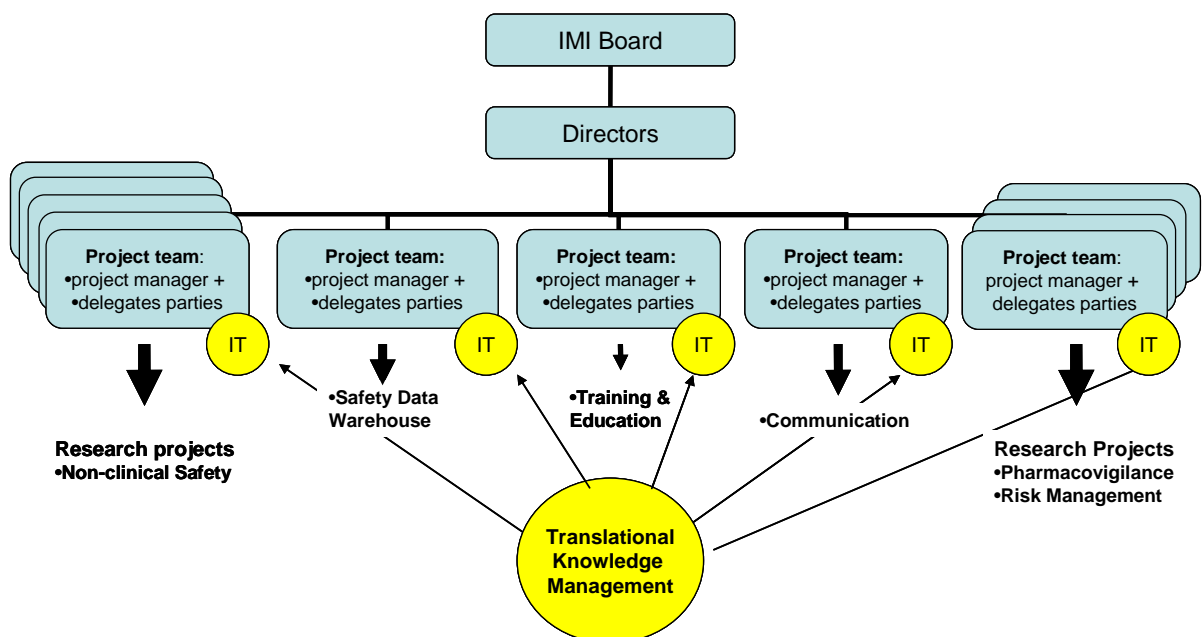 IMI Board
Directors
Project team:
•project manager +
•delegates parties
IT
Project team:
•project manager +
•delegates parties
IT
Project team:
•project manager +
•delegates parties
IT
Project team:
•project manager +
•delegates parties
IT
Project team:
project manager +
delegates parties
IT
Research projects
•Non-clinical Safety
•Safety Data
Warehouse
•Training &
Education
•Communication
Research Projects
•Pharmacovigilance
•Risk Management
Translational
Knowledge
Management